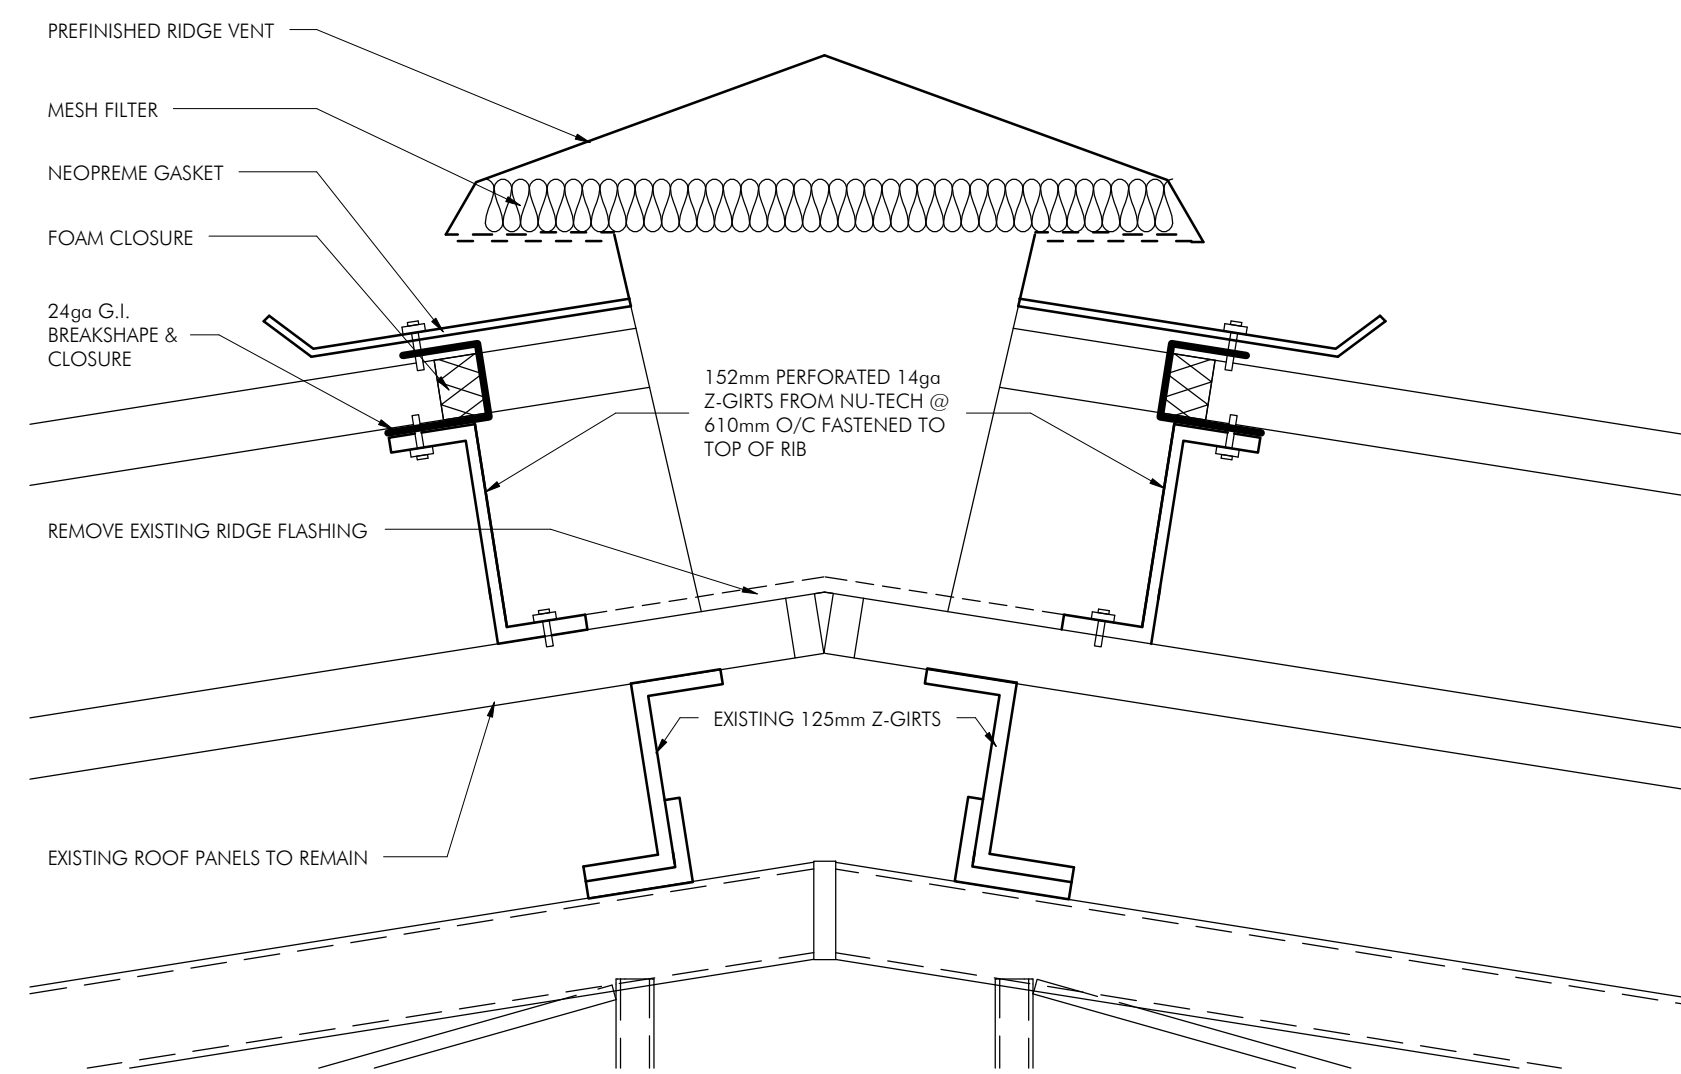 PREFINISHED RIDGE VENT
MESH FILTER
NEOPREME GASKET
FOAM CLOSURE
24ga G.I.
BREAKSHAPE &
CLOSURE
152mm PERFORATED 14ga
Z-GIRTS FROM NU-TECH @
610mm O/C FASTENED TO
TOP OF RIB
REMOVE EXISTING RIDGE FLASHING
EXISTING 125mm Z-GIRTS
EXISTING ROOF PANELS TO REMAIN